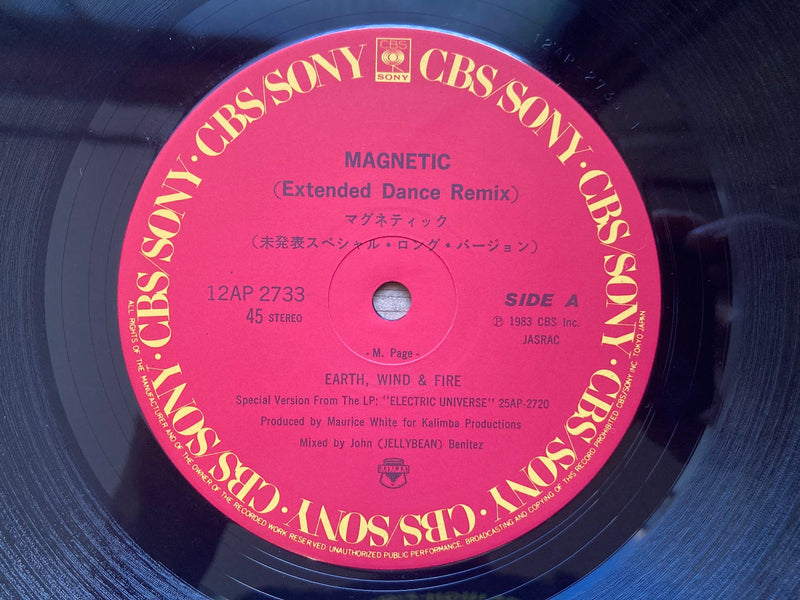 CBS/SONY · CBS/SONY · CBS/SONY · CBS/SONY · CBS/SONY · CBS/SONY · CBS/SONY · CBS/SONY
CBS
SONY
12AP 2733
MAGNETIC
(Extended Dance Remix)
マグネティック
(未発表スペシャル・ロング・バージョン)
12AP 2733
45 STEREO
SIDE A
Ⓟ 1983 CBS Inc.
JASRAC
- M. Page -
EARTH, WIND & FIRE
Special Version From The LP: "ELECTRIC UNIVERSE" 25AP-2720
Produced by Maurice White for Kalimba Productions
Mixed by John (JELLYBEAN) Benitez
KALIMBA
ALL RIGHTS OF THE MANUFACTURER AND OF THE OWNER OF THE RECORDED WORK RESERVED. UNAUTHORIZED PUBLIC PERFORMANCE, BROADCASTING AND COPYING OF THIS RECORD PROHIBITED. CBS/SONY INC. TOKYO JAPAN